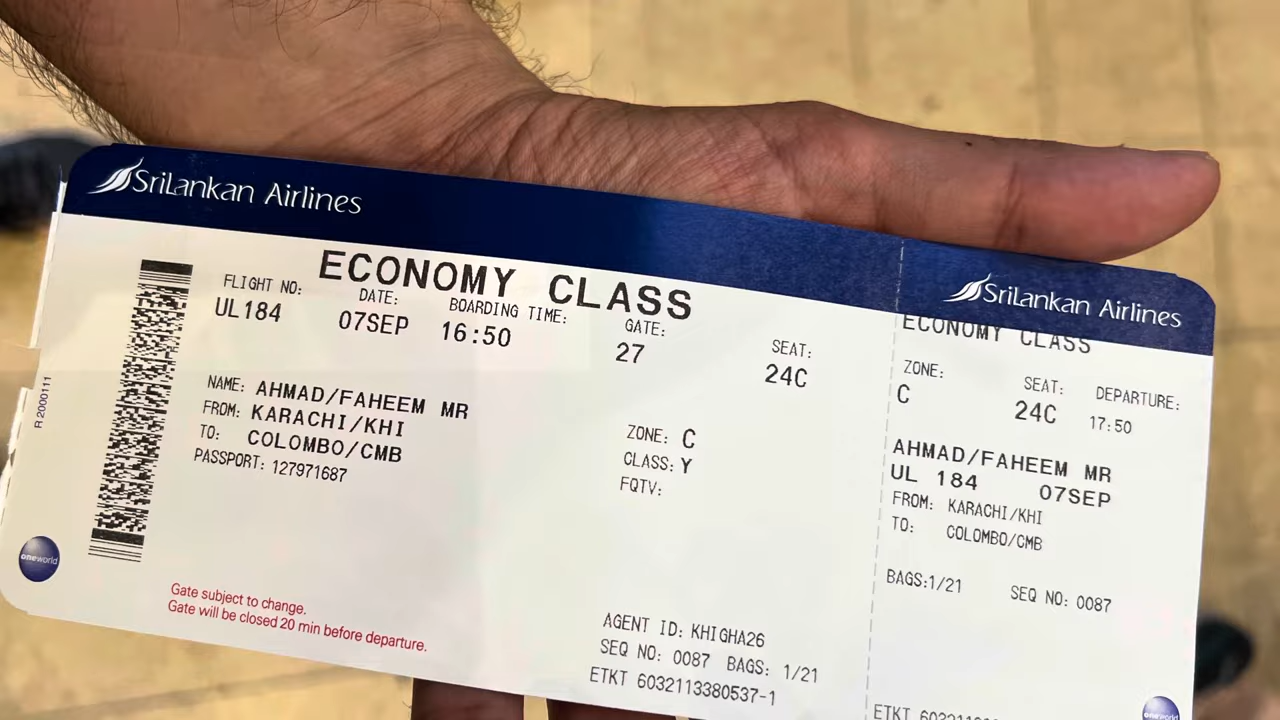 SriLankan Airlines
ECONOMY CLASS
FLIGHT NO: DATE: BOARDING TIME: GATE: SEAT:
UL184 07SEP 16:50 27 24C
NAME: AHMAD/FAHEEM MR
FROM: KARACHI/KHI
TO: COLOMBO/CMB
PASSPORT: 127971687
ZONE: C
CLASS: Y
FQTV:
R 2000111
oneworld
Gate subject to change.
Gate will be closed 20 min before departure.
AGENT ID: KHIGHA26
SEQ NO: 0087 BAGS: 1/21
ETKT 6032113380537-1
SriLankan Airlines
ECONOMY CLASS
ZONE: SEAT: DEPARTURE:
C 24C 17:50
AHMAD/FAHEEM MR
UL 184 07SEP
FROM: KARACHI/KHI
TO: COLOMBO/CMB
BAGS:1/21 SEQ NO: 0087
ETKT
oneworld